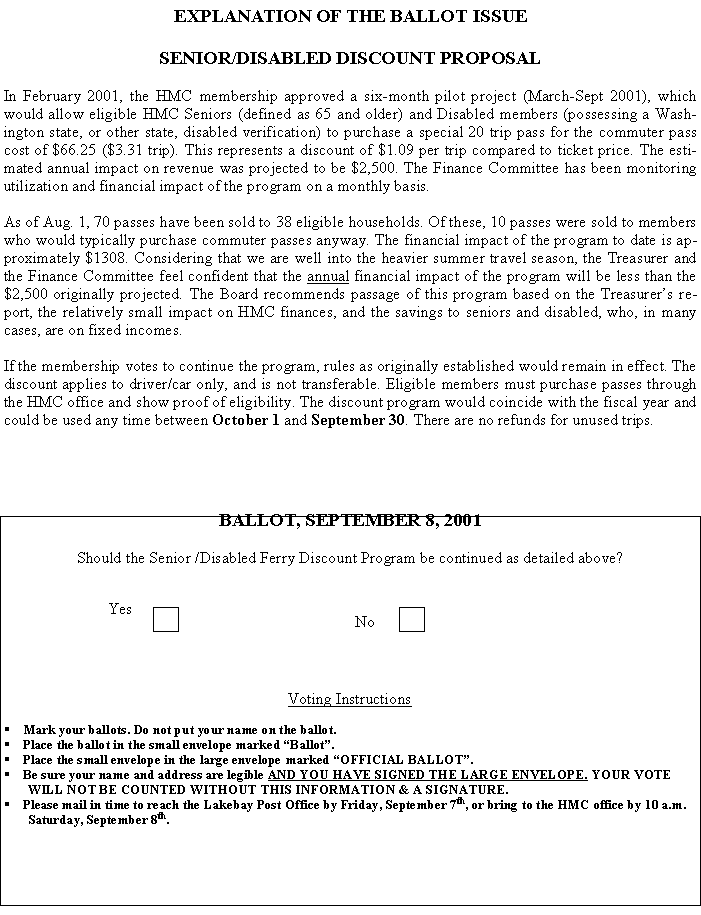 EXPLANATION OF THE BALLOT ISSUE
SENIOR/DISABLED DISCOUNT PROPOSAL
In February 2001, the HMC membership approved a six-month pilot project (March-Sept 2001), which
would allow eligible HMC Seniors (defined as 65 and older) and Disabled members (possessing a Wash-
ington state, or other state, disabled verification) to purchase a special 20 trip pass for the commuter pass
cost of $66.25 ($3.31 trip). This represents a discount of $1.09 per trip compared to ticket price. The esti-
mated annual impact on revenue was projected to be $2,500. The Finance Committee has been monitoring
utilization and financial impact of the program on a monthly basis.
As of Aug. 1, 70 passes have been sold to 38 eligible households. Of these, 10 passes were sold to members
who would typically purchase commuter passes anyway. The financial impact of the program to date is ap-
proximately $1308. Considering that we are well into the heavier summer travel season, the Treasurer and
the Finance Committee feel confident that the annual financial impact of the program will be less than the
$2,500 originally projected. The Board recommends passage of this program based on the Treasurer's re-
port, the relatively small impact on HMC finances, and the savings to seniors and disabled, who, in many
cases, are on fixed incomes.
If the membership votes to continue the program, rules as originally established would remain in effect. The
discount applies to driver/car only, and is not transferable. Eligible members must purchase passes through
the HMC office and show proof of eligibility. The discount program would coincide with the fiscal year and
could be used any time between October 1 and September 30. There are no refunds for unused trips.
BALLOT, SEPTEMBER 8, 2001
Should the Senior /Disabled Ferry Discount Program be continued as detailed above?
Yes
No
Voting Instructions
▪ Mark your ballots. Do not put your name on the ballot.
▪ Place the ballot in the small envelope marked “Ballot”.
▪ Place the small envelope in the large envelope marked “OFFICIAL BALLOT”.
▪ Be sure your name and address are legible AND YOU HAVE SIGNED THE LARGE ENVELOPE. YOUR VOTE
WILL NOT BE COUNTED WITHOUT THIS INFORMATION & A SIGNATURE.
▪ Please mail in time to reach the Lakebay Post Office by Friday, September 7th, or bring to the HMC office by 10 a.m.
Saturday, September 8th.